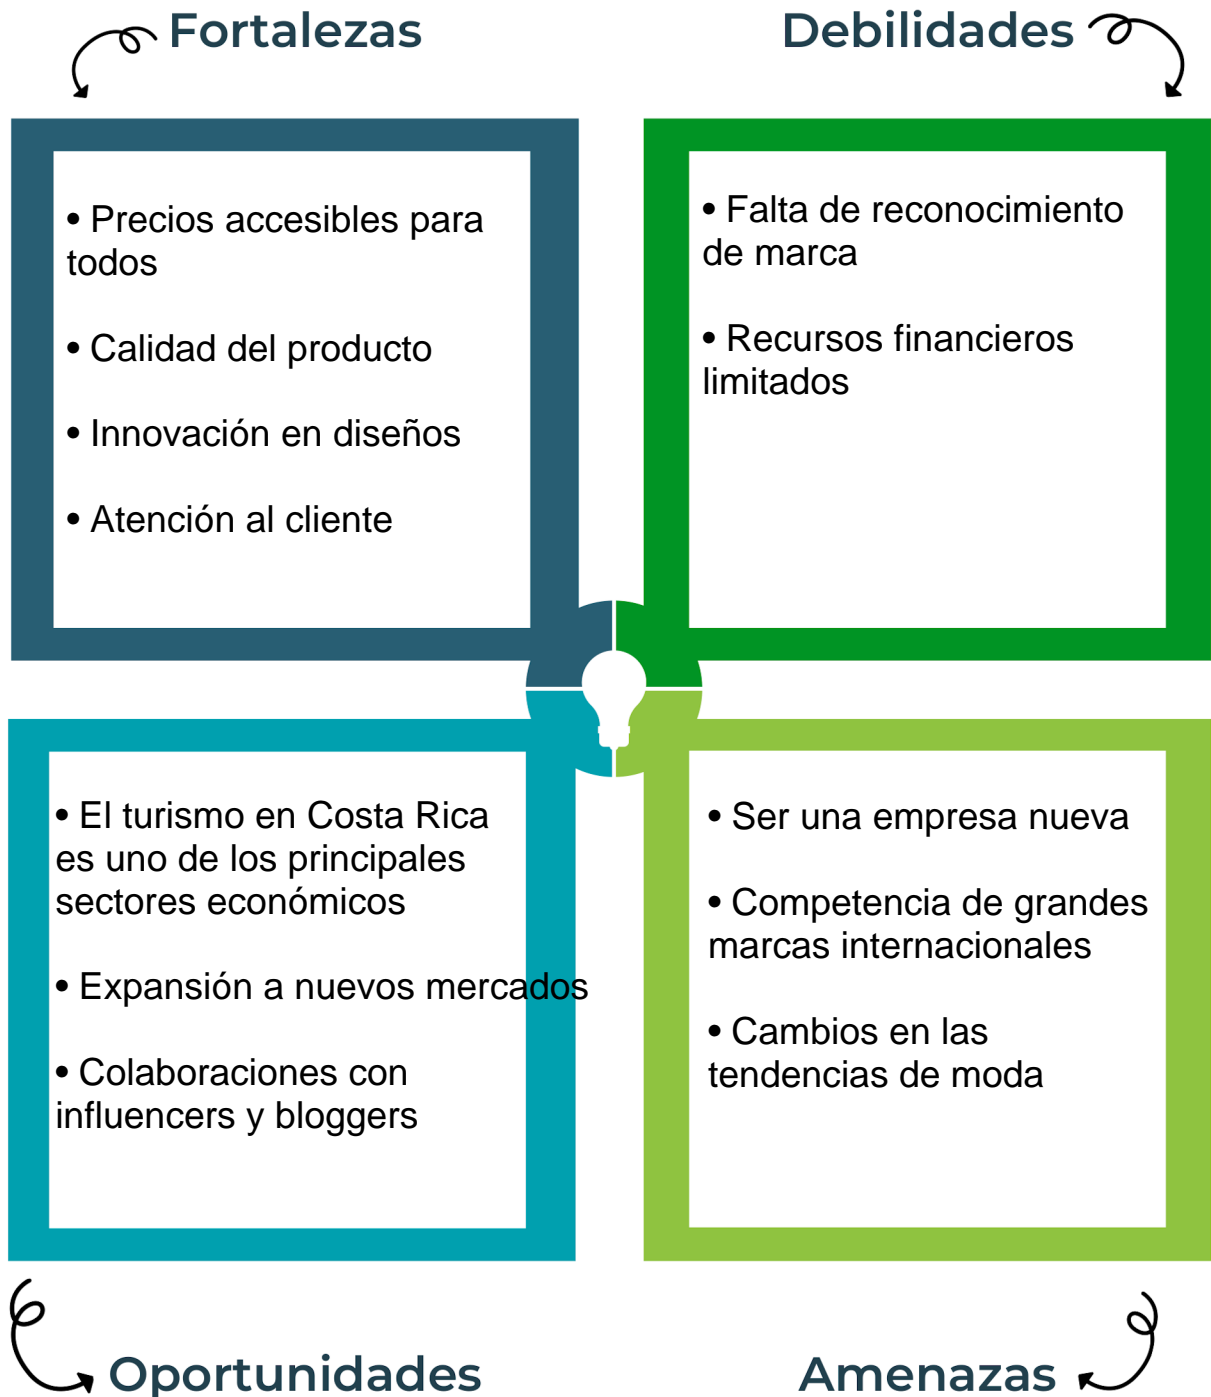 Fortalezas
• Precios accesibles para
todos
• Calidad del producto
• Innovación en diseños
• Atención al cliente
Debilidades
• Falta de reconocimiento
de marca
• Recursos financieros
limitados
• El turismo en Costa Rica
es uno de los principales
sectores económicos
• Expansión a nuevos mercados
• Colaboraciones con
influencers y bloggers
Oportunidades
• Ser una empresa nueva
• Competencia de grandes
marcas internacionales
• Cambios en las
tendencias de moda
Amenazas